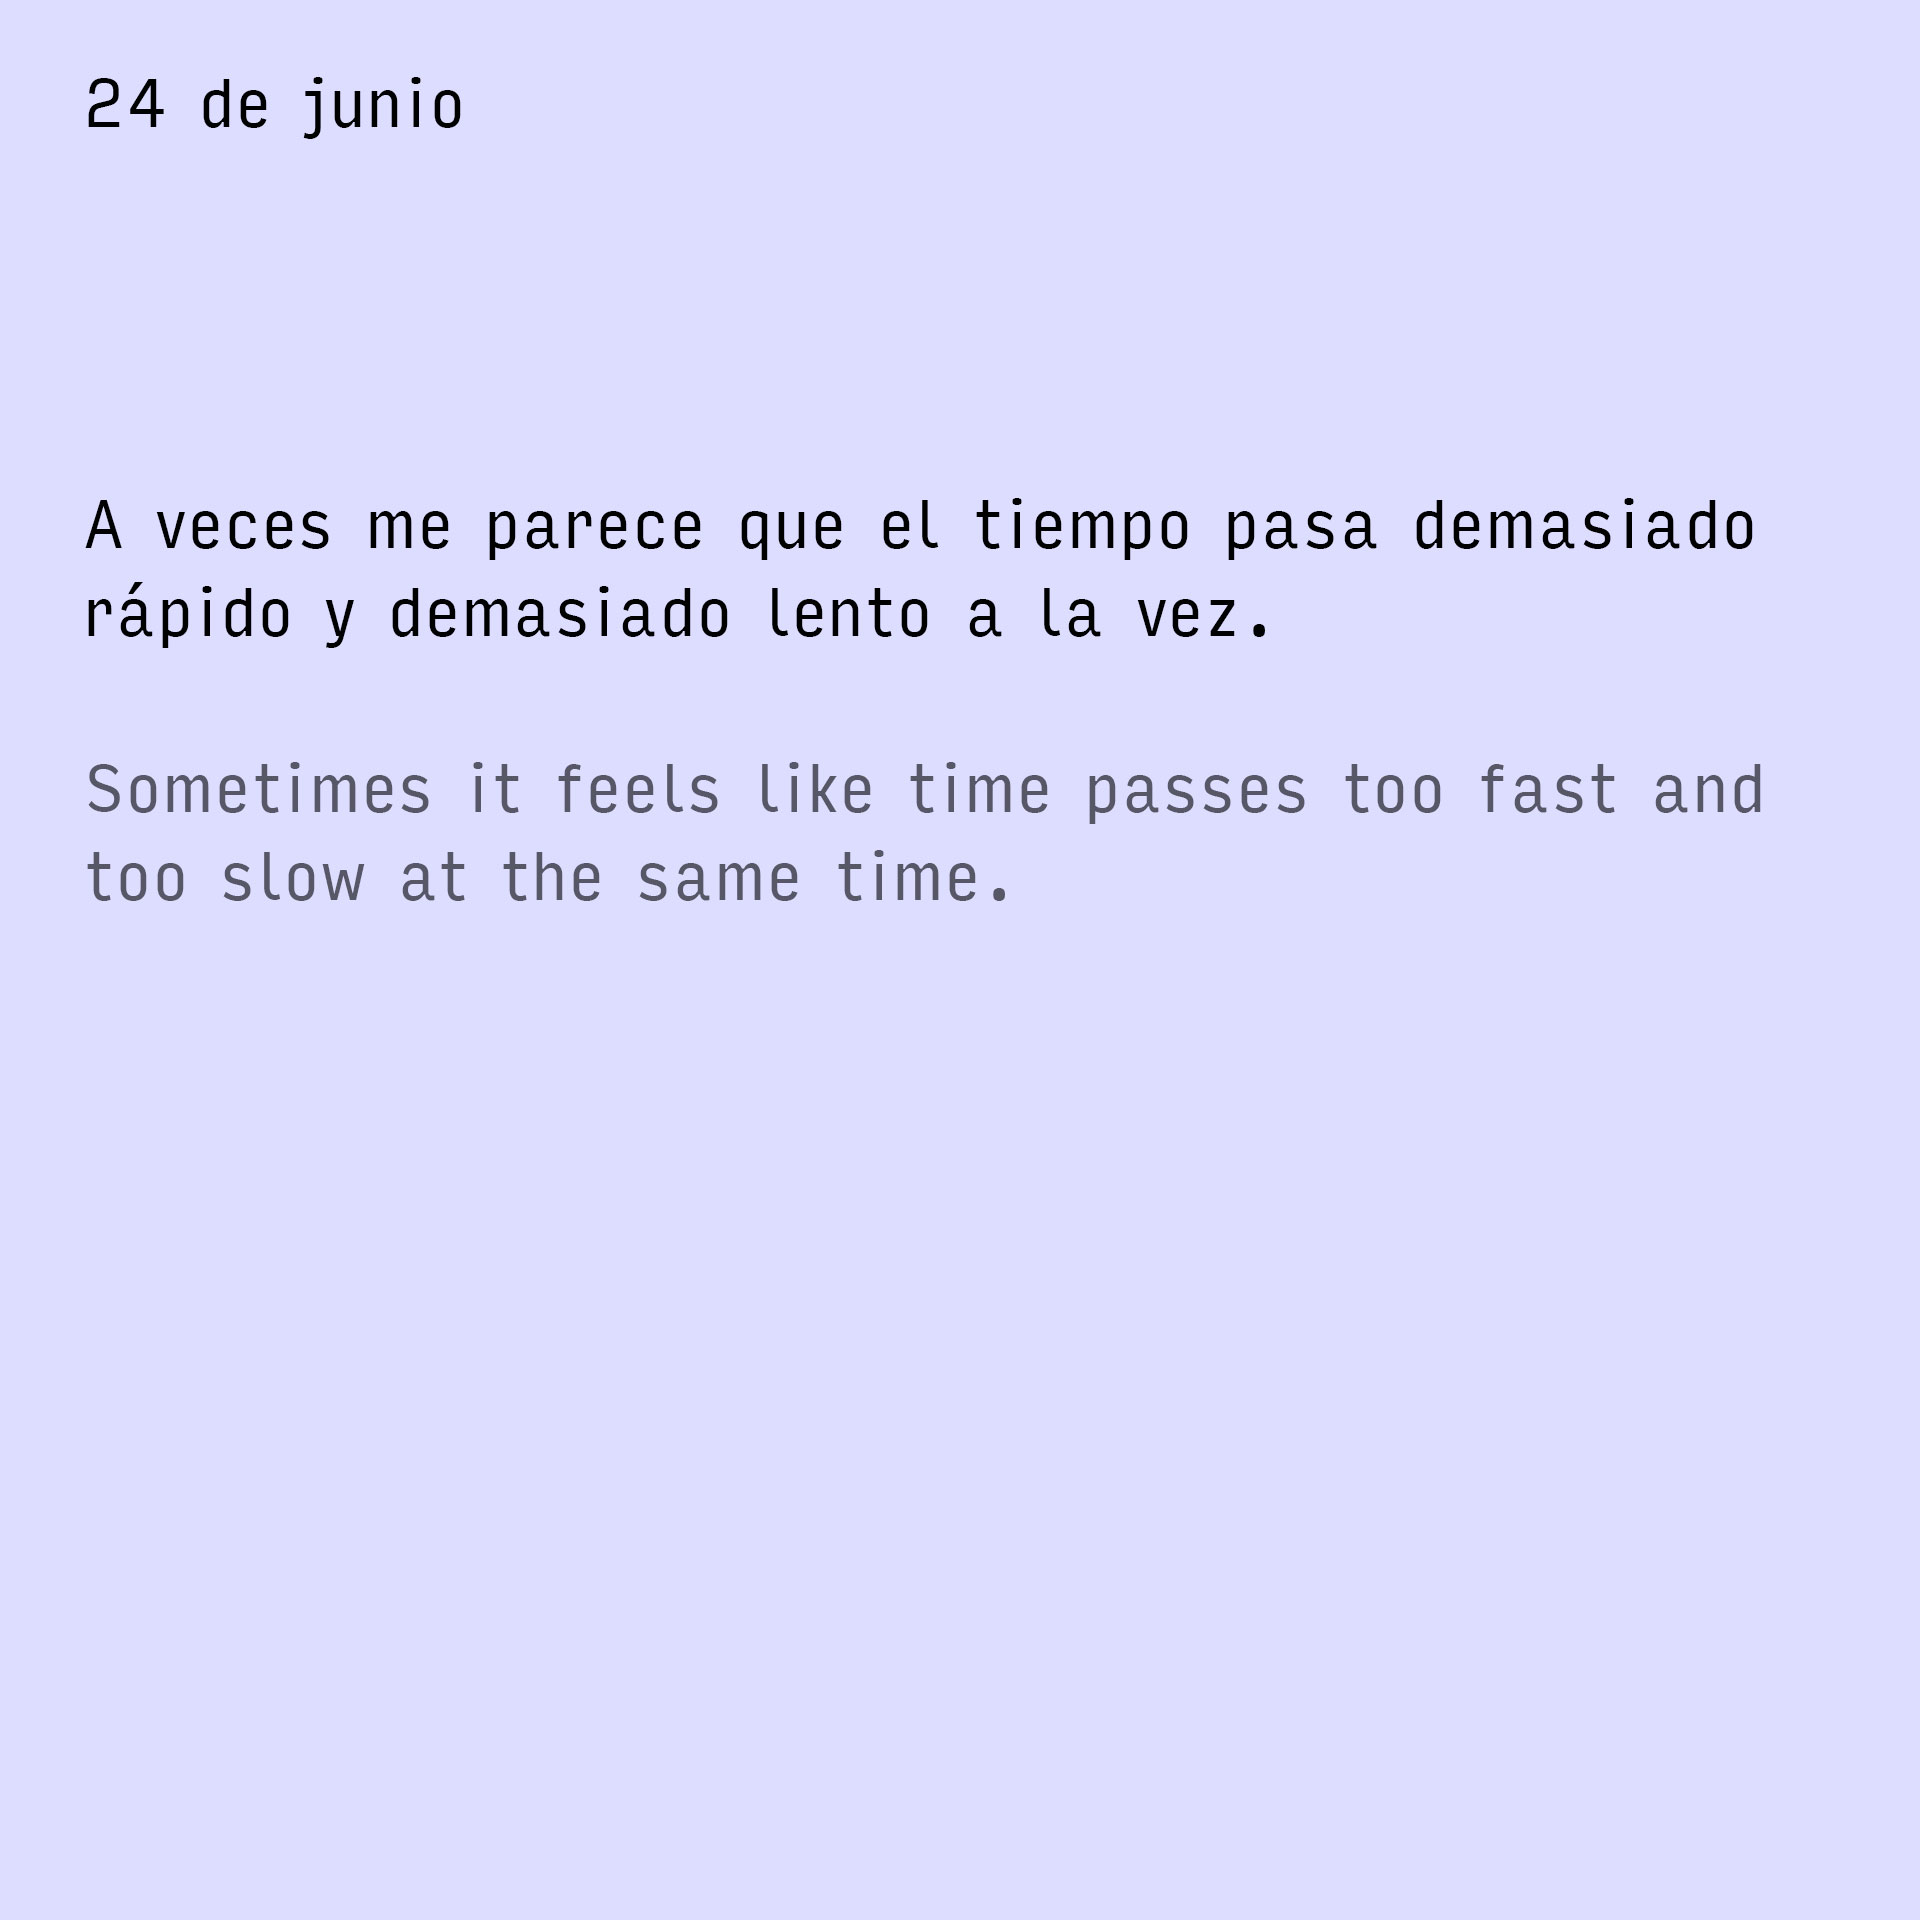 24 de junio
A veces me parece que el tiempo pasa demasiado
rápido y demasiado lento a la vez.
Sometimes it feels like time passes too fast and
too slow at the same time.